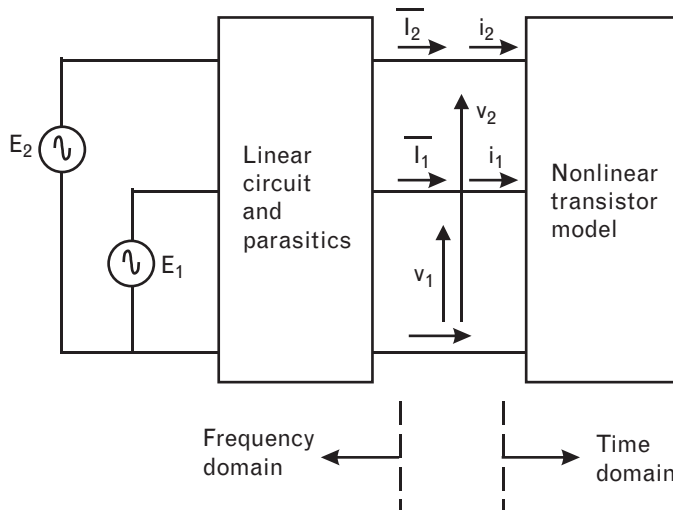 I₂ i₂
v₂
E₂
Linear
circuit
and
parasitics
I₁ i₁
Nonlinear
transistor
model
E₁
v₁
Frequency
domain
Time
domain